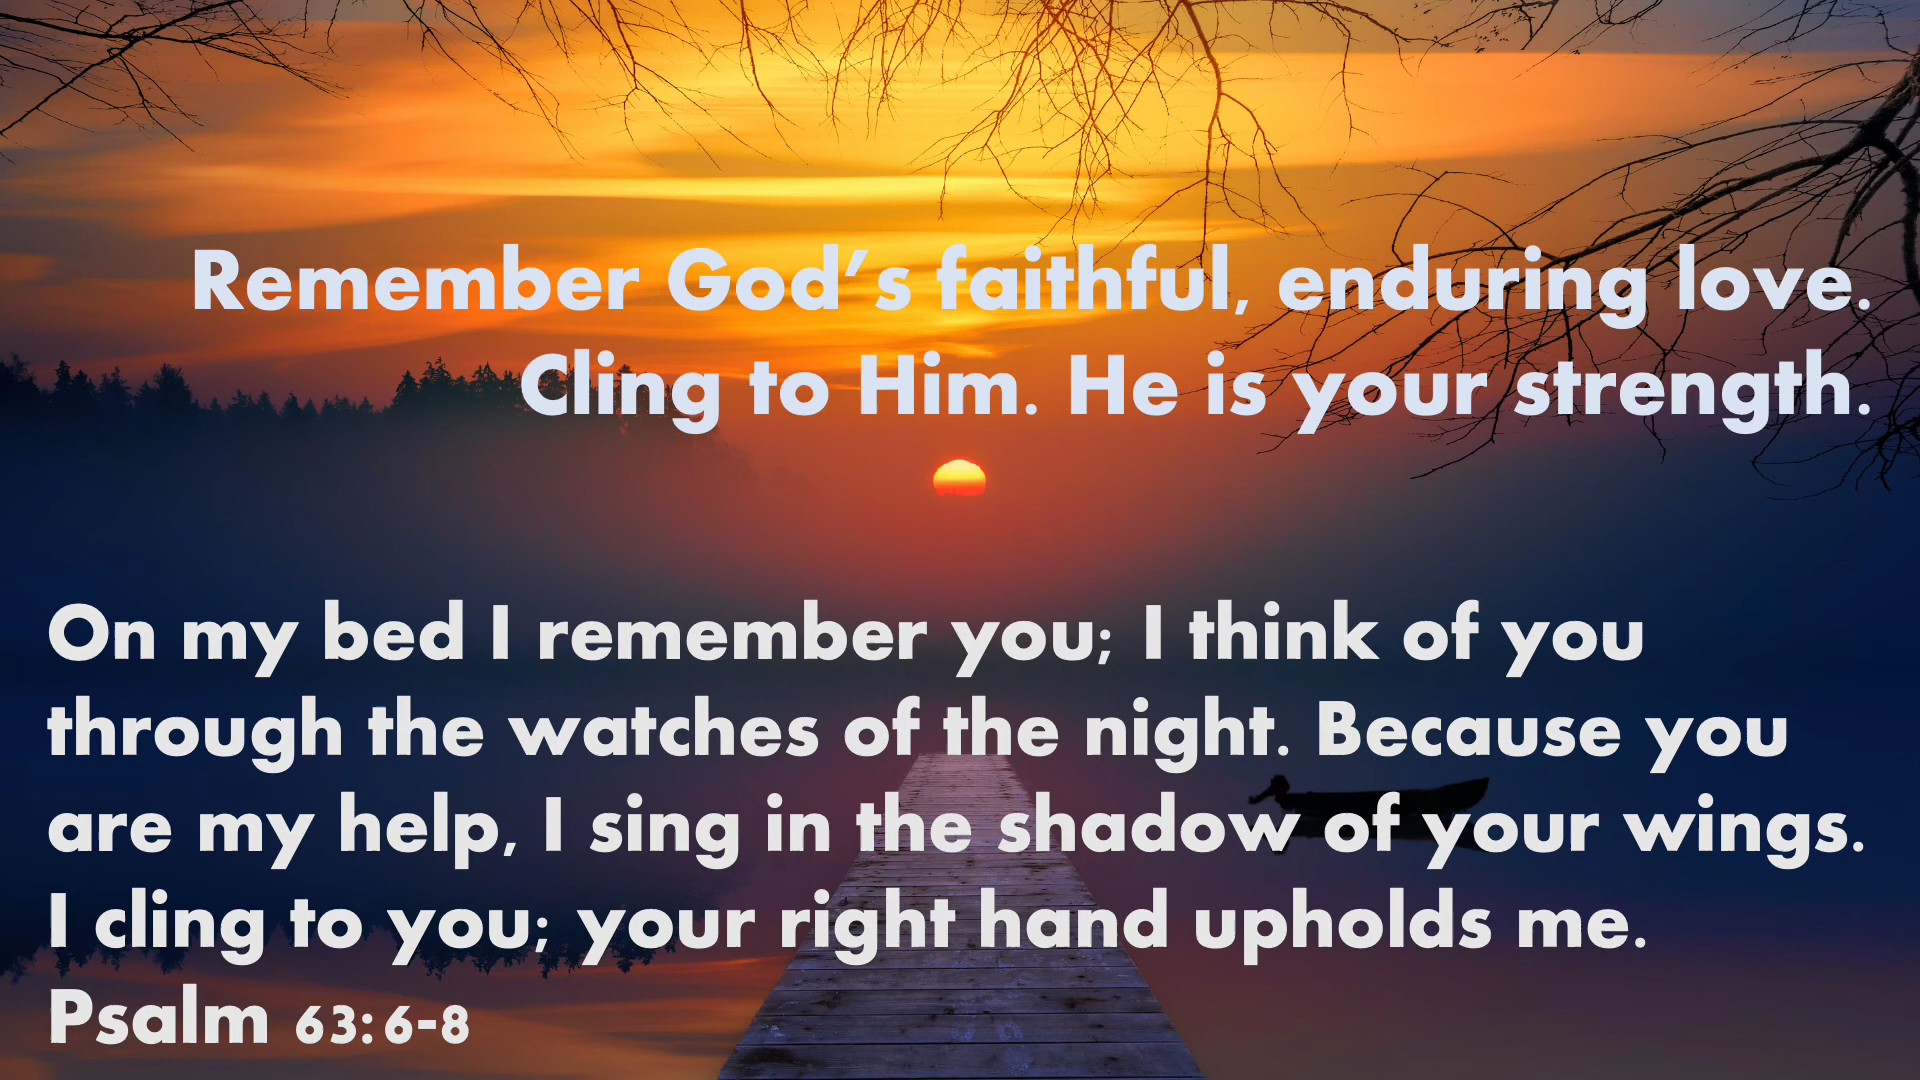 Remember God’s faithful, enduring love.
Cling to Him. He is your strength.
On my bed I remember you; I think of you
through the watches of the night. Because you
are my help, I sing in the shadow of your wings.
I cling to you; your right hand upholds me.
Psalm 63:6-8